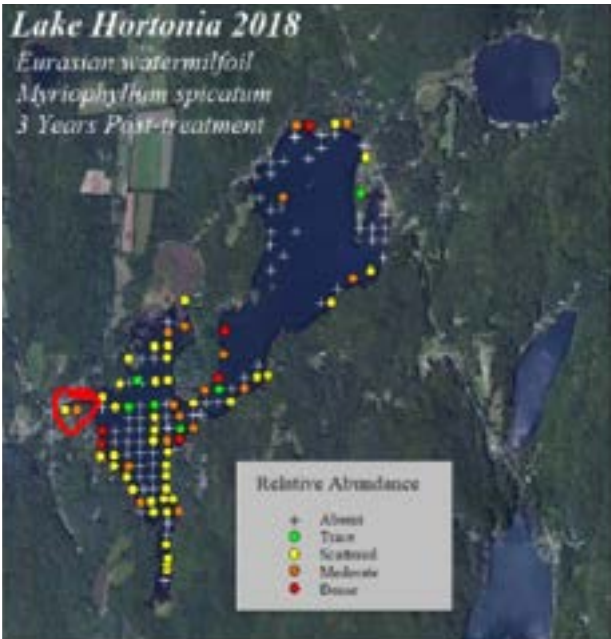 Lake Hortonia 2018
Eurasian watermilfoil
Myriophyllum spicatum
3 Years Post-treatment
Relative Abundance
Absent
Trace
Scattered
Moderate
Dense